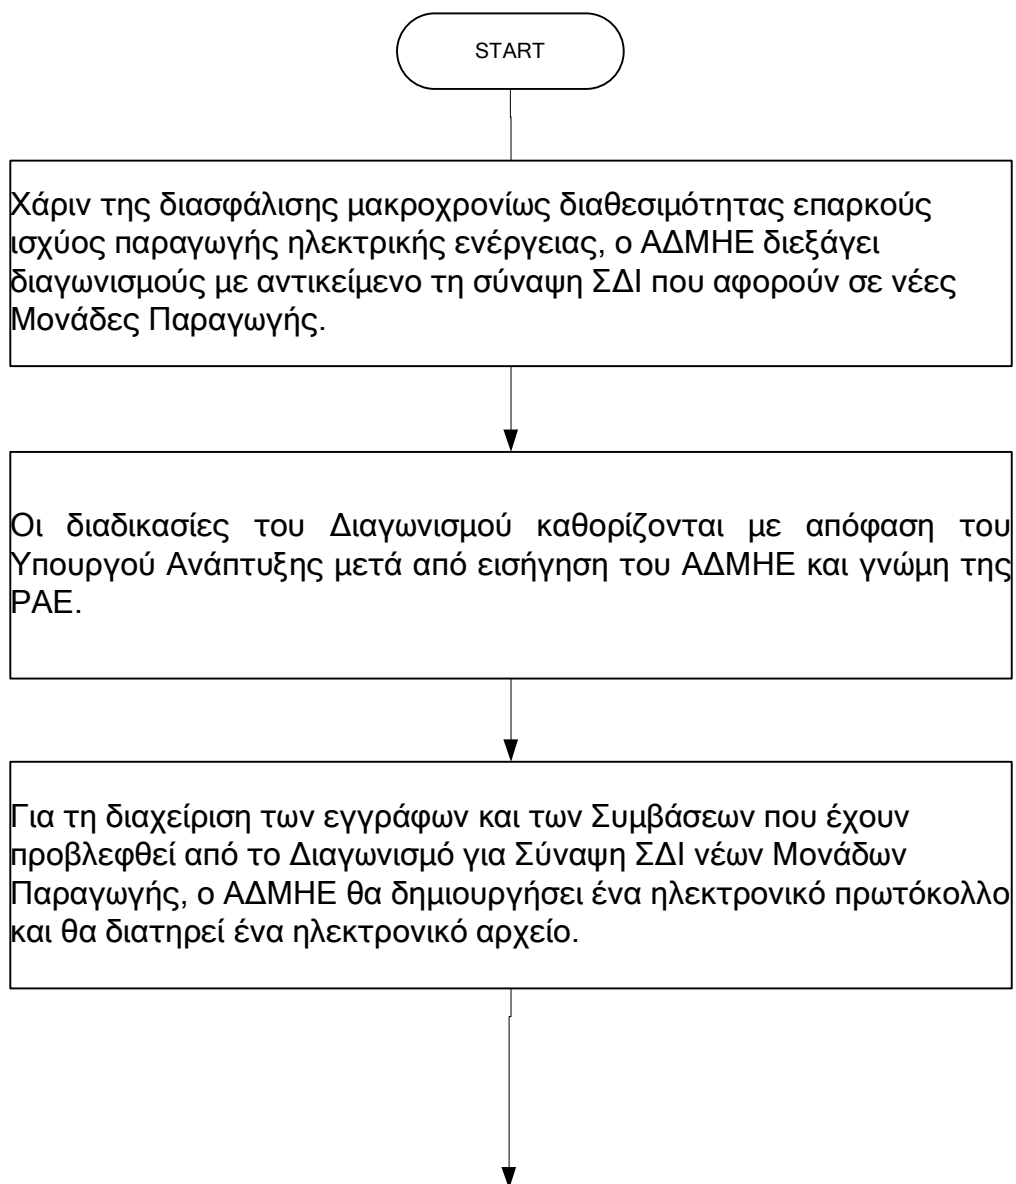 START
Χάριν της διασφάλισης μακροχρονίως διαθεσιμότητας επαρκούς
ισχύος παραγωγής ηλεκτρικής ενέργειας, ο ΑΔΜΗΕ διεξάγει
διαγωνισμούς με αντικείμενο τη σύναψη ΣΔΙ που αφορούν σε νέες
Μονάδες Παραγωγής.
Οι διαδικασίες του Διαγωνισμού καθορίζονται με απόφαση του
Υπουργού Ανάπτυξης μετά από εισήγηση του ΑΔΜΗΕ και γνώμη της
ΡΑΕ.
Για τη διαχείριση των εγγράφων και των Συμβάσεων που έχουν
προβλεφθεί από το Διαγωνισμό για Σύναψη ΣΔΙ νέων Μονάδων
Παραγωγής, ο ΑΔΜΗΕ θα δημιουργήσει ένα ηλεκτρονικό πρωτόκολλο
και θα διατηρεί ένα ηλεκτρονικό αρχείο.